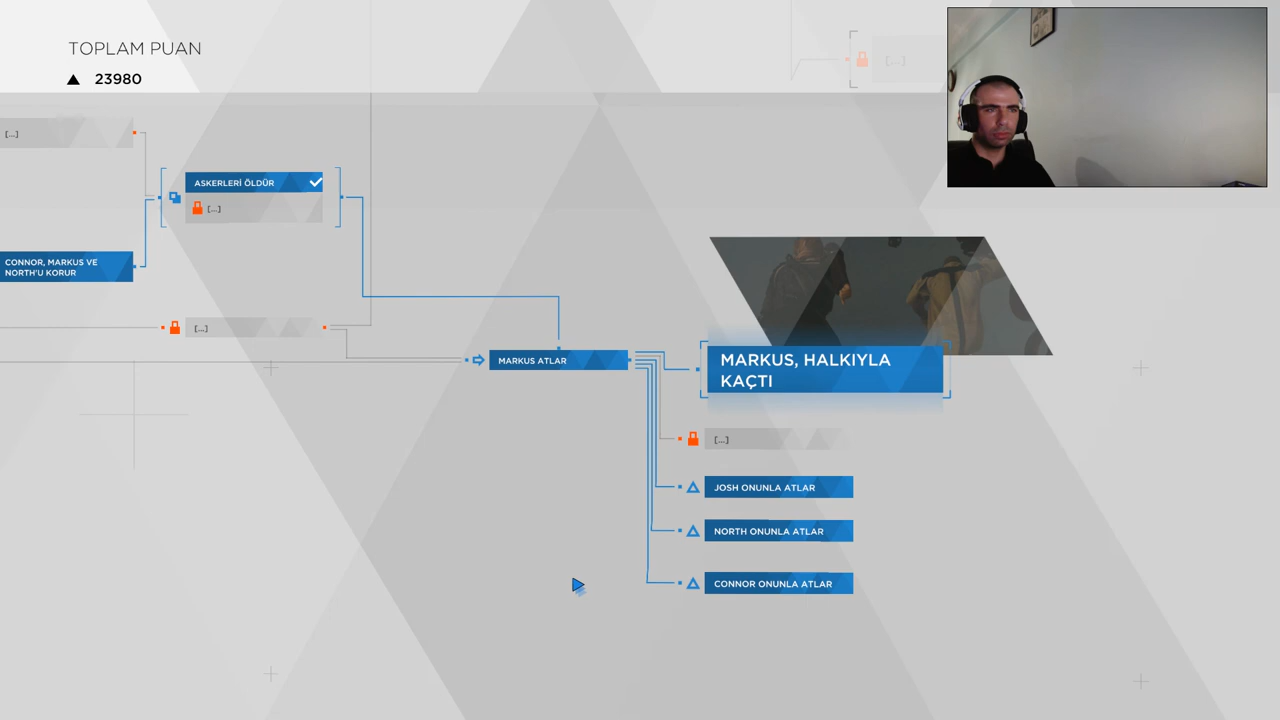 TOPLAM PUAN
23980
[...]
[...]
ASKERLERİ ÖLDÜR
[...]
CONNOR, MARKUS VE
NORTH'U KORUR
[...]
MARKUS ATLAR
MARKUS, HALKIYLA
KAÇTI
[...]
JOSH ONUNLA ATLAR
NORTH ONUNLA ATLAR
CONNOR ONUNLA ATLAR